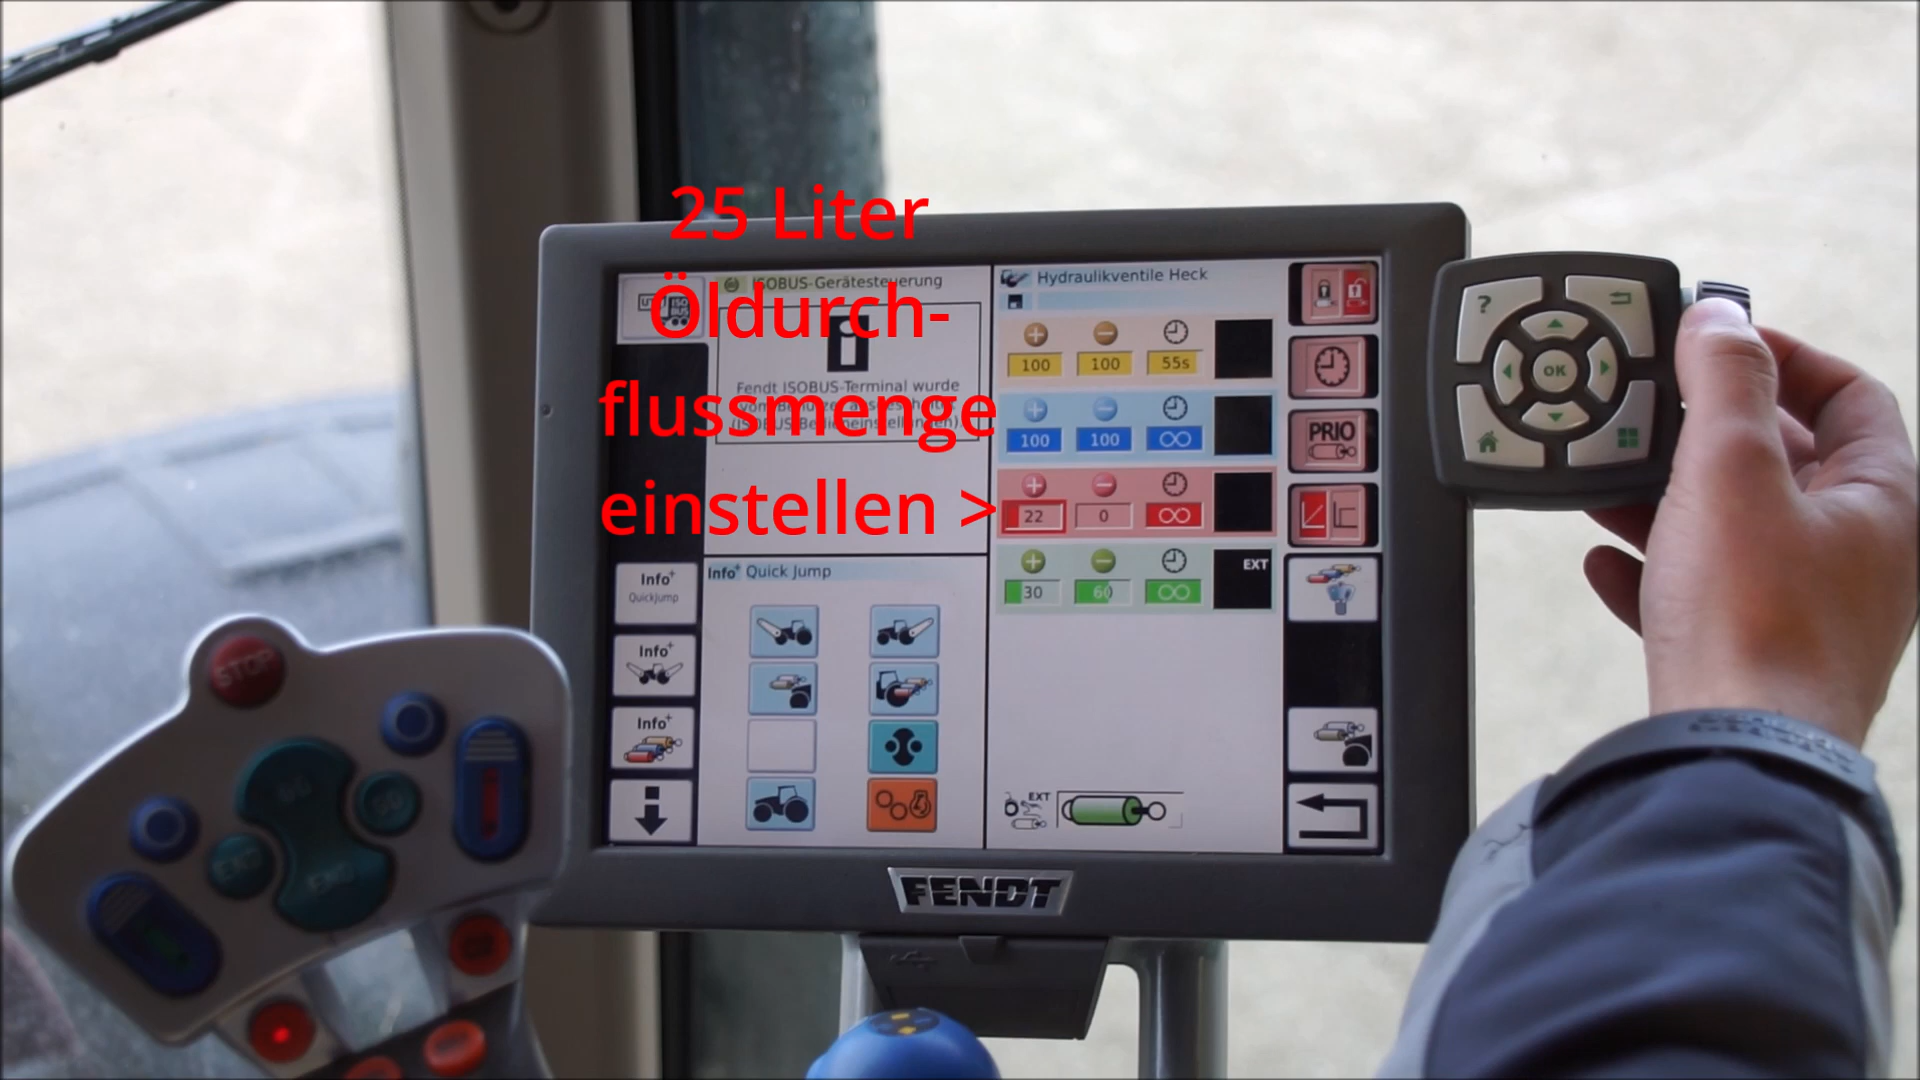 25 Liter
Öldurch-
flussmenge
einstellen >
ISOBUS-Gerätesteuerung
Fendt ISOBUS-Terminal wurde
Hydraulikventile Heck
100 100 55s
100 100 ∞
22 0 ∞
EXT
30 60 ∞
PRIO
Info+
QuickJump
Info+ Quick Jump
Info+
Info+
EXT
FENDT
?
OK
STOP